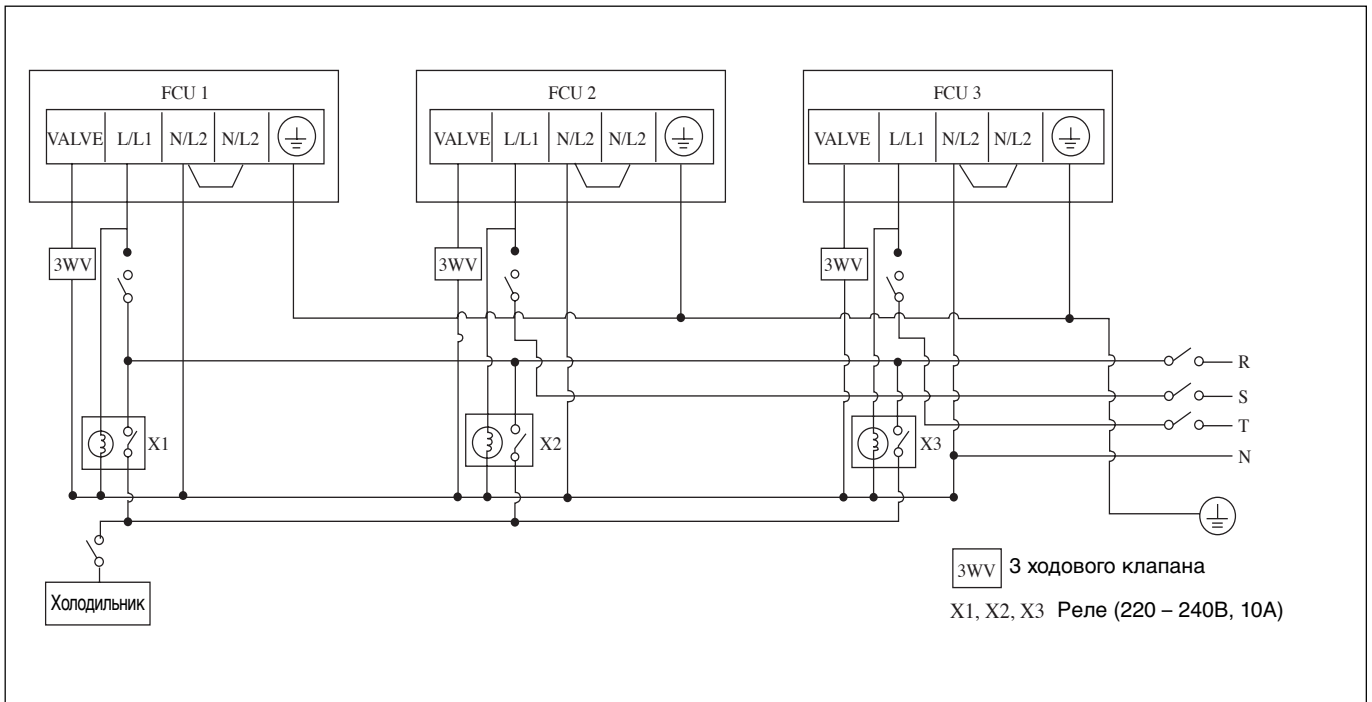 FCU 1
VALVE L/L1 N/L2 N/L2
FCU 2
VALVE L/L1 N/L2 N/L2
FCU 3
VALVE L/L1 N/L2 N/L2
3WV
3WV
3WV
R
S
T
N
X1
X2
X3
Холодильник
3WV 3 ходового клапана
X1, X2, X3 Реле (220 – 240В, 10А)